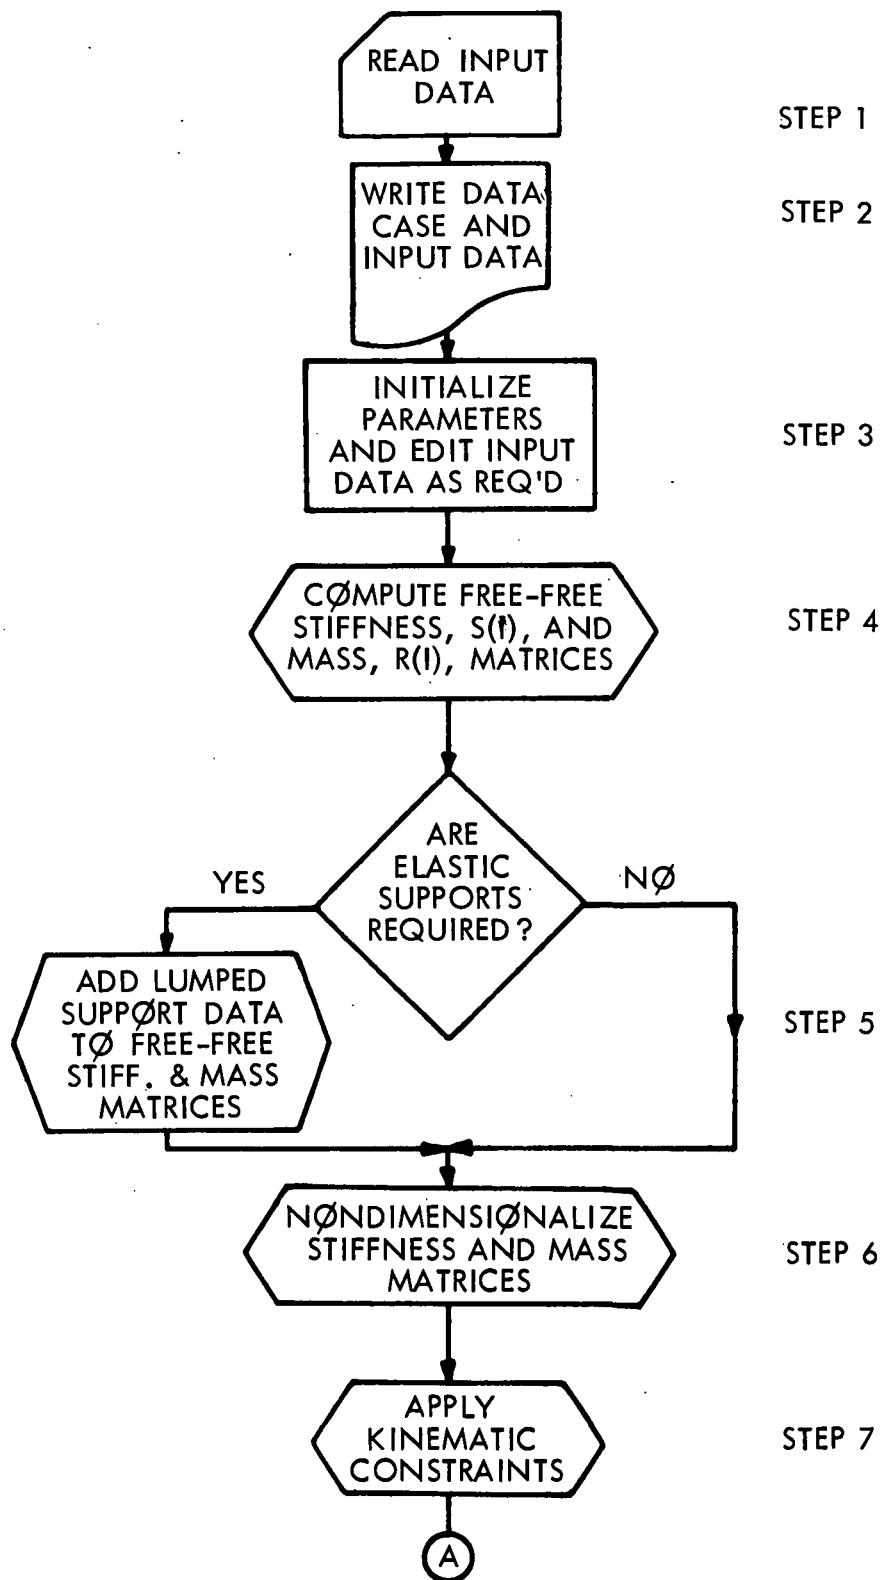 READ INPUT
DATA
STEP 1
WRITE DATA
CASE AND
INPUT DATA
STEP 2
INITIALIZE
PARAMETERS
AND EDIT INPUT
DATA AS REQ'D
STEP 3
CØMPUTE FREE-FREE
STIFFNESS, S(I), AND
MASS, R(I), MATRICES
STEP 4
ARE
ELASTIC
SUPPORTS
REQUIRED?
YES
NØ
ADD LUMPED
SUPPØRT DATA
TØ FREE-FREE
STIFF. & MASS
MATRICES
STEP 5
NØNDIMENSIØNALIZE
STIFFNESS AND MASS
MATRICES
STEP 6
APPLY
KINEMATIC
CONSTRAINTS
STEP 7
A